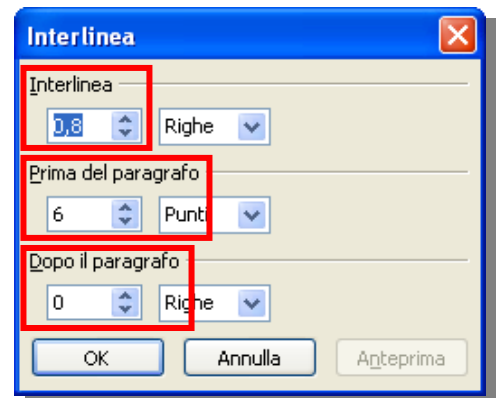 Interlinea
Interlinea
0,8 Righe
Prima del paragrafo
6 Punti
Dopo il paragrafo
0 Righe
OK Annulla Anteprima